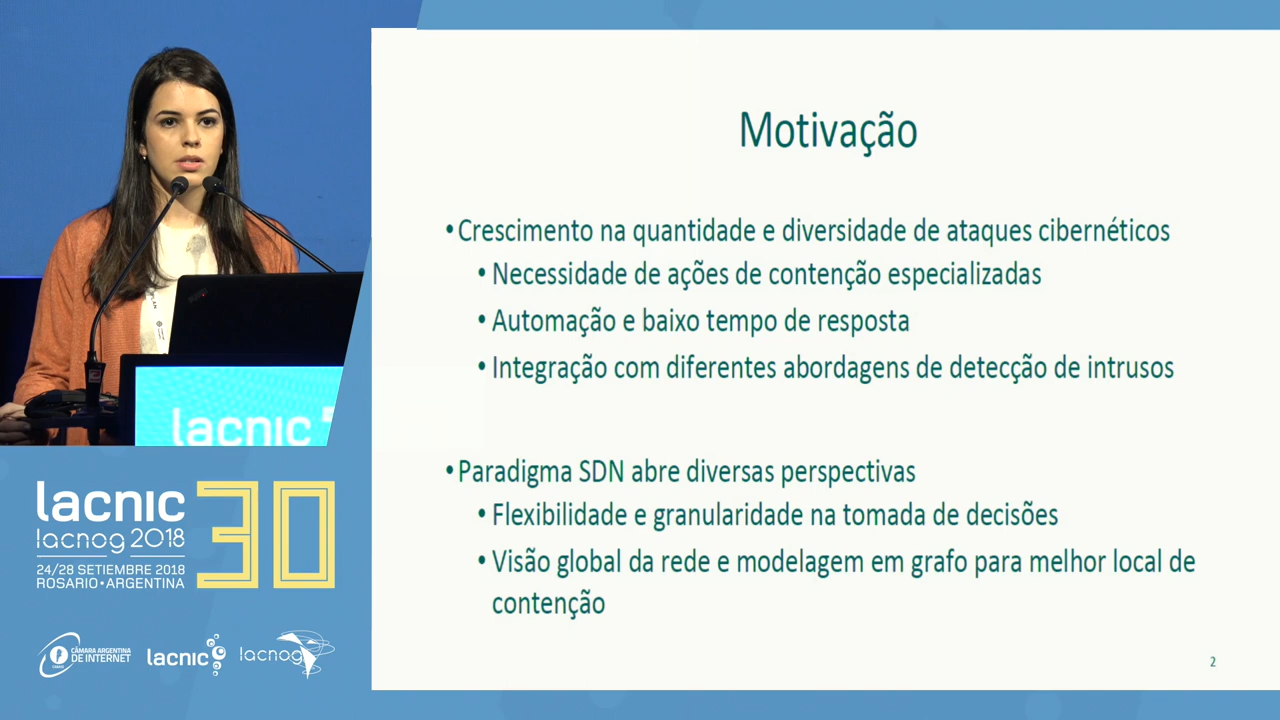 Motivação
• Crescimento na quantidade e diversidade de ataques cibernéticos
• Necessidade de ações de contenção especializadas
• Automação e baixo tempo de resposta
• Integração com diferentes abordagens de detecção de intrusos
• Paradigma SDN abre diversas perspectivas
• Flexibilidade e granularidade na tomada de decisões
• Visão global da rede e modelagem em grafo para melhor local de
contenção
2
lacnic
lacnic 30
lacnog 2018
24/28 SETIEMBRE 2018
ROSARIO • ARGENTINA
CÁMARA ARGENTINA
DE INTERNET
lacnic
lacnog